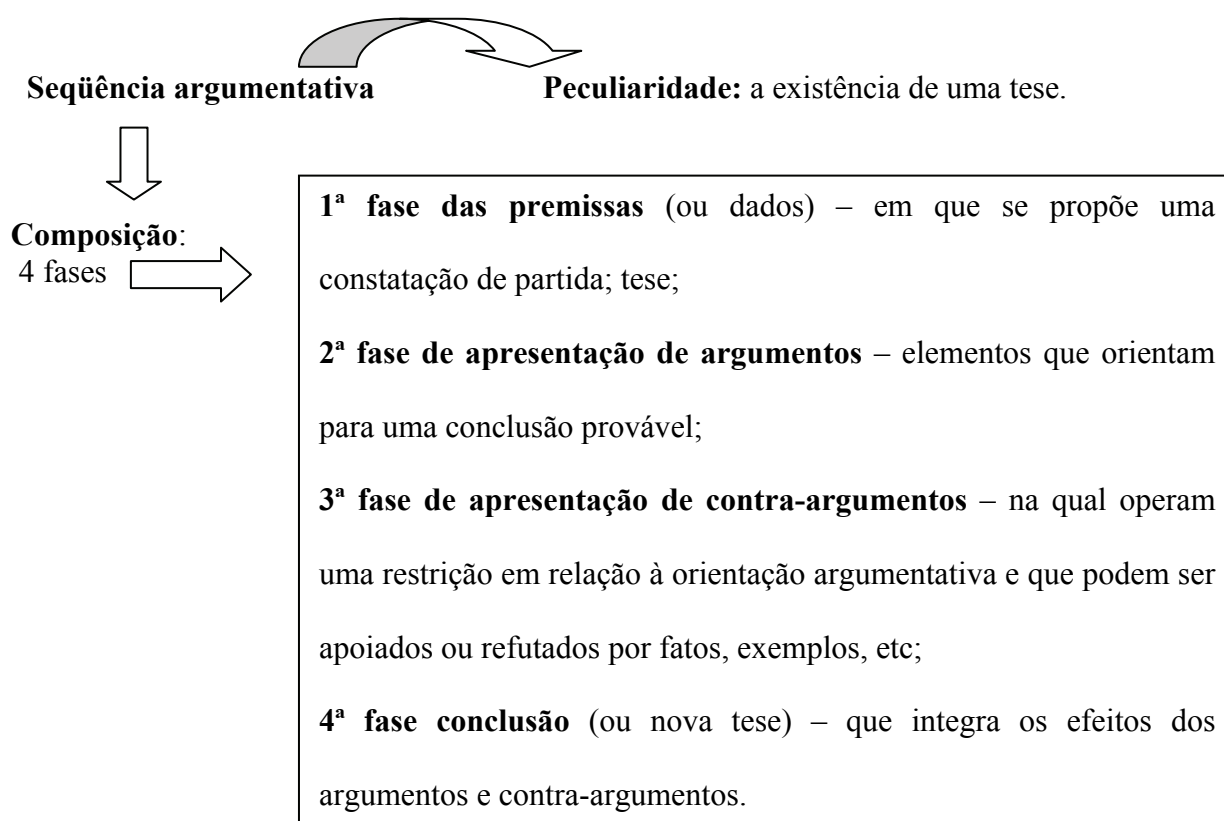 Seqüência argumentativa
Peculiaridade: a existência de uma tese.
Composição:
4 fases
1ª fase das premissas (ou dados) – em que se propõe uma
constatação de partida; tese;
2ª fase de apresentação de argumentos – elementos que orientam
para uma conclusão provável;
3ª fase de apresentação de contra-argumentos – na qual operam
uma restrição em relação à orientação argumentativa e que podem ser
apoiados ou refutados por fatos, exemplos, etc;
4ª fase conclusão (ou nova tese) – que integra os efeitos dos
argumentos e contra-argumentos.